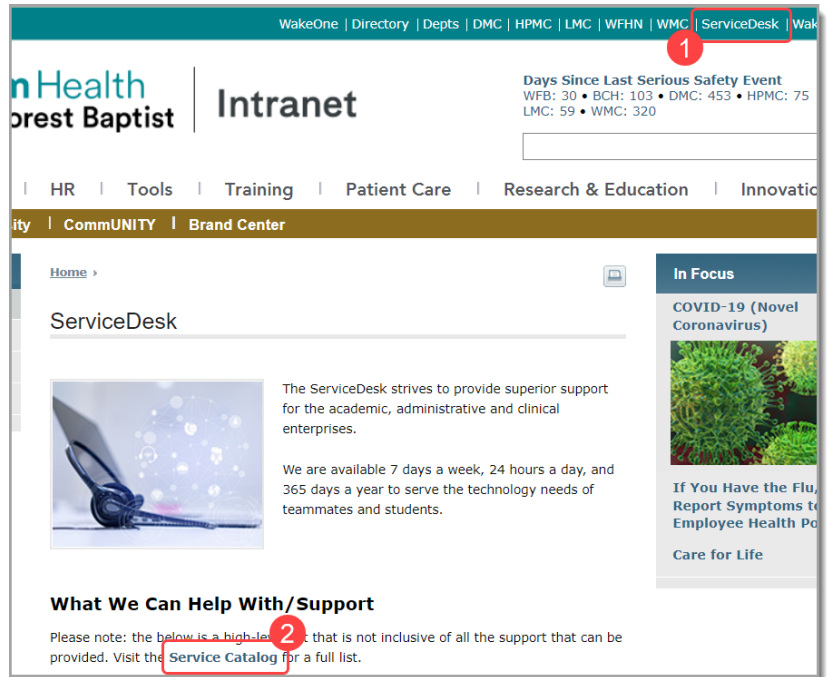 WakeOne | Directory | Depts | DMC | HPMC | LMC | WFHN | WMC | ServiceDesk | Wak
1
n Health
orest Baptist
Intranet
Days Since Last Serious Safety Event
WFB: 30 • BCH: 103 • DMC: 453 • HPMC: 75
LMC: 59 • WMC: 320
| HR | Tools | Training | Patient Care | Research & Education | Innovatio
ity | CommUNITY | Brand Center
Home ›
ServiceDesk
The ServiceDesk strives to provide superior support
for the academic, administrative and clinical
enterprises.
We are available 7 days a week, 24 hours a day, and
365 days a year to serve the technology needs of
teammates and students.
In Focus
COVID-19 (Novel
Coronavirus)
If You Have the Flu,
Report Symptoms to
Employee Health Po
Care for Life
What We Can Help With/Support
2
Please note: the below is a high-le t that is not inclusive of all the support that can be
provided. Visit the Service Catalog for a full list.